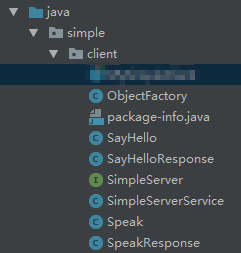 java
simple
client
ObjectFactory
package-info.java
SayHello
SayHelloResponse
SimpleServer
SimpleServerService
Speak
SpeakResponse